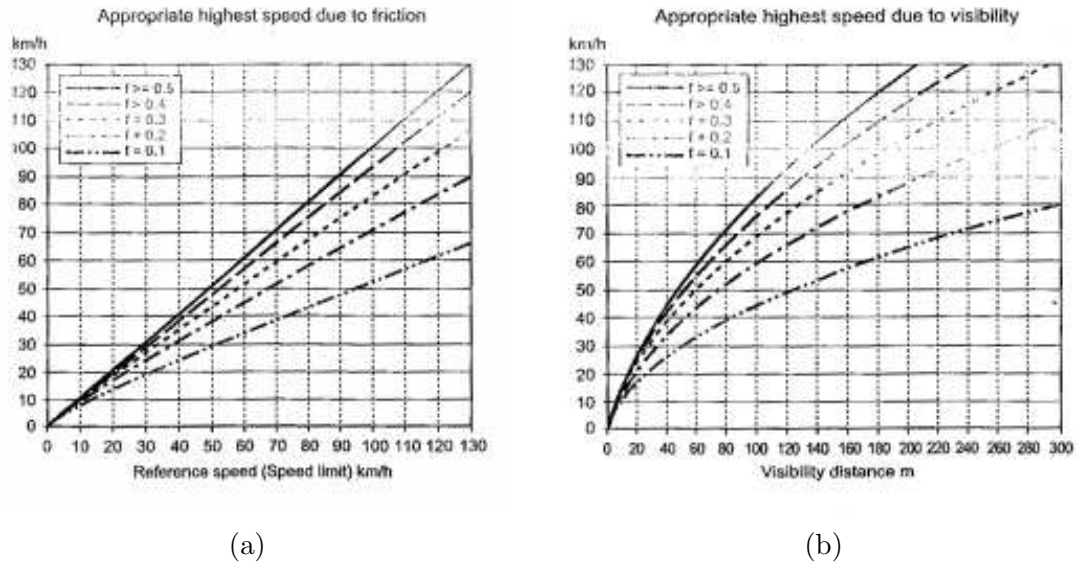 Appropriate highest speed due to friction
km/h
130
120
110
100
90
80
70
60
50
40
30
20
10
0
f >= 0.5
f > 0.4
f = 0.3
f + 0.2
f = 0.1
0 10 20 30 40 50 60 70 80 90 100 110 120 130
Reference speed (Speed limit) km/h
(a)
Appropriate highest speed due to visibility
km/h
130
120
110
100
90
80
70
60
50
40
30
20
10
0
f >= 0.5
f > 0.4
f = 0.3
f + 0.2
f = 0.1
0 20 40 60 80 100 120 140 160 180 200 220 240 260 280 300
Visibility distance m
(b)